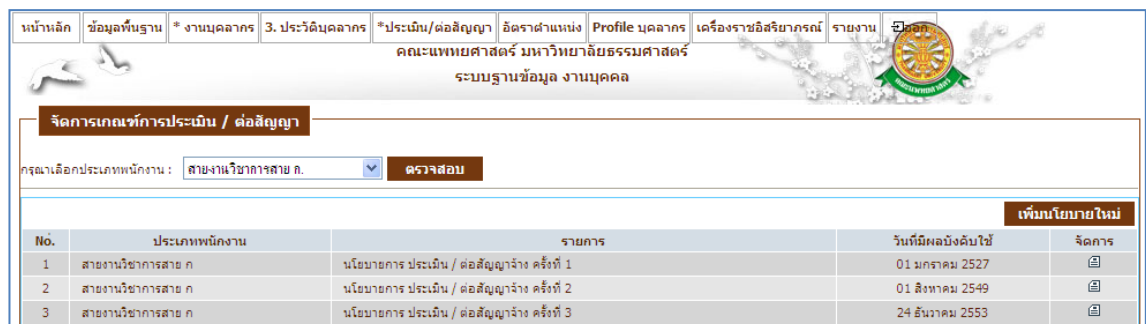 หน้าหลัก ข้อมูลพื้นฐาน * งานบุคลากร 3. ประวัติบุคลากร *ประเมิน/ต่อสัญญา อัตราตำแหน่ง Profile บุคลากร เครื่องราชอิสริยาภรณ์ รายงาน ออก
คณะแพทยศาสตร์ มหาวิทยาลัยธรรมศาสตร์
ระบบฐานข้อมูล งานบุคคล
จัดการเกณฑ์การประเมิน / ต่อสัญญา
กรุณาเลือกประเภทพนักงาน : สายงานวิชาการสาย ก. ตรวจสอบ
เพิ่มนโยบายใหม่
No. ประเภทพนักงาน รายการ วันที่มีผลบังคับใช้ จัดการ
1 สายงานวิชาการสาย ก นโยบายการ ประเมิน / ต่อสัญญาจ้าง ครั้งที่ 1 01 มกราคม 2527
2 สายงานวิชาการสาย ก นโยบายการ ประเมิน / ต่อสัญญาจ้าง ครั้งที่ 2 01 สิงหาคม 2549
3 สายงานวิชาการสาย ก นโยบายการ ประเมิน / ต่อสัญญาจ้าง ครั้งที่ 3 24 ธันวาคม 2553